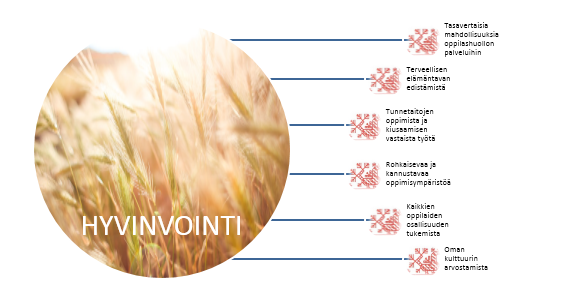 Tasavertaisia
mahdollisuuksia
oppilashuollon
palveluihin
Terveellisen
elämäntavan
edistämistä
Tunnetaitojen
oppimista ja
kiusaamisen
vastaista työtä
Rohkaisevaa ja
kannustavaa
oppimisympäristöä
HYVINVOINTI
Kaikkien
oppilaiden
osallisuuden
tukemista
Oman
kulttuurin
arvostamista